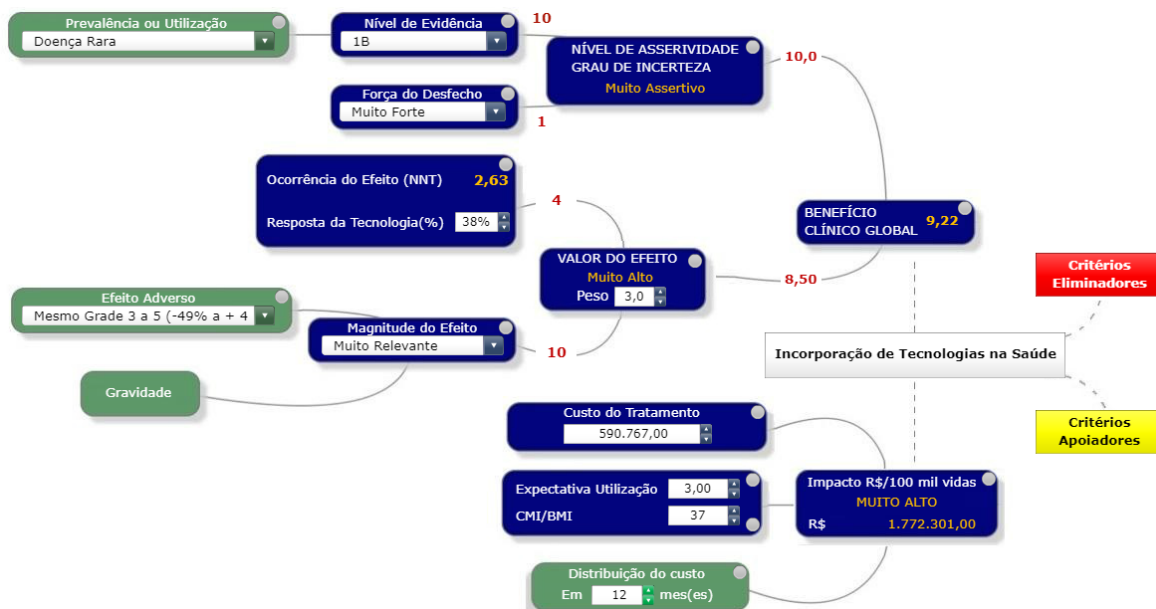 Prevalência ou Utilização
Doença Rara
Nível de Evidência
1B
10
Força do Desfecho
Muito Forte
1
NÍVEL DE ASSERIVIDADE
GRAU DE INCERTEZA
Muito Assertivo
10,0
Ocorrência do Efeito (NNT) 2,63
Resposta da Tecnologia(%) 38%
4
VALOR DO EFEITO
Muito Alto
Peso 3,0
8,50
BENEFÍCIO
CLÍNICO GLOBAL 9,22
Efeito Adverso
Mesmo Grade 3 a 5 (-49% a + 4
Magnitude do Efeito
Muito Relevante
10
Gravidade
Critérios
Eliminadores
Incorporação de Tecnologias na Saúde
Critérios
Apoiadores
Custo do Tratamento
590.767,00
Expectativa Utilização 3,00
CMI/BMI 37
Impacto R$/100 mil vidas
MUITO ALTO
R$ 1.772.301,00
Distribuição do custo
Em 12 mes(es)